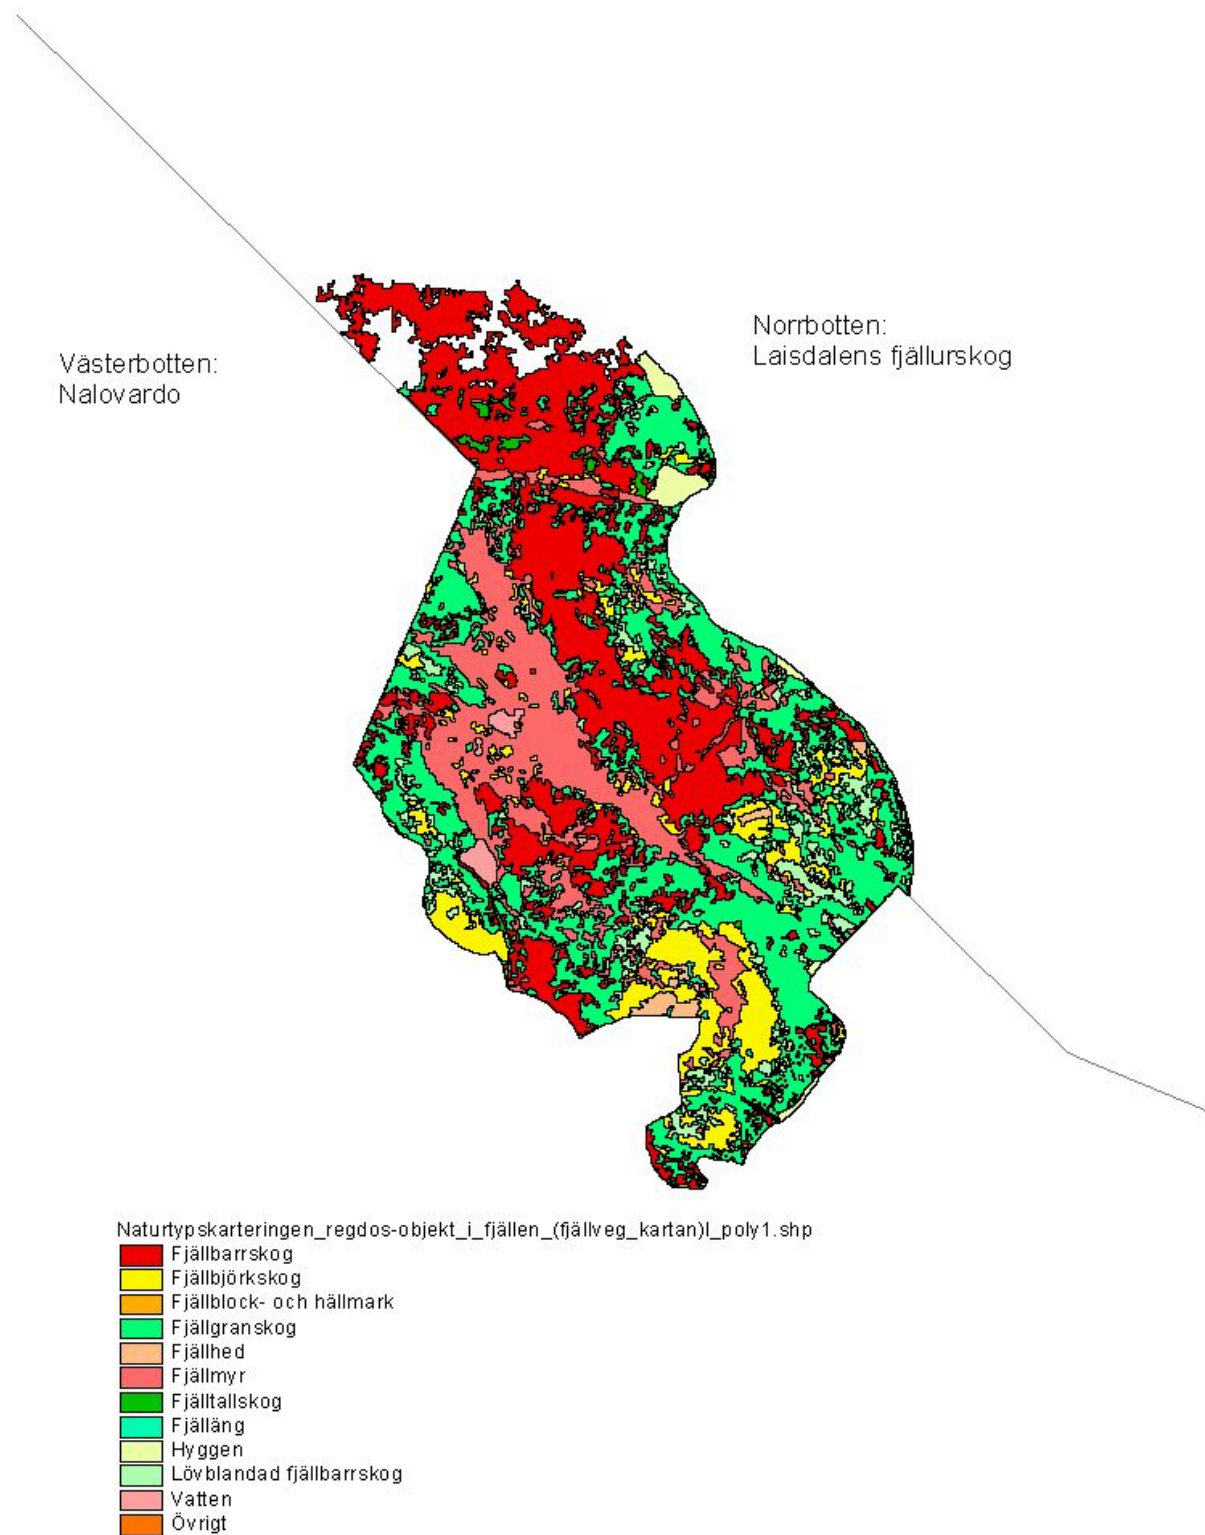 Norrbotten:
Laisdalens fjällurskog
Västerbotten:
Nalovardo
Naturtypskarteringen_regdos-objekt_i_fjällen_(fjällveg_kartan)l_poly1.shp
Fjällbarrskog
Fjällbjörkskog
Fjällblock- och hällmark
Fjällgranskog
Fjällhed
Fjällmyr
Fjälltallskog
Fjälläng
Hyggen
Lövblandad fjällbarrskog
Vatten
Övrigt